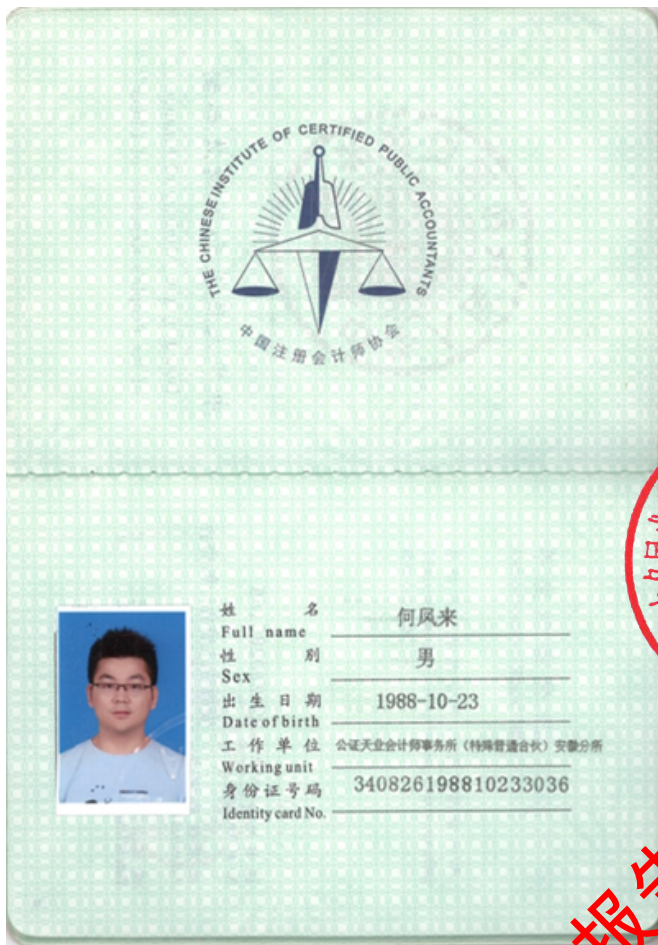 THE CHINESE INSTITUTE OF CERTIFIED PUBLIC ACCOUNTANTS
中国注册会计师协会
姓 名 何凤来
Full name
性 别 男
Sex
出生日期 1988-10-23
Date of birth
工作单位 公证天业会计师事务所（特殊普通合伙）安徽分所
Working unit
身份证号码 340826198810233036
Identity card No.
报告